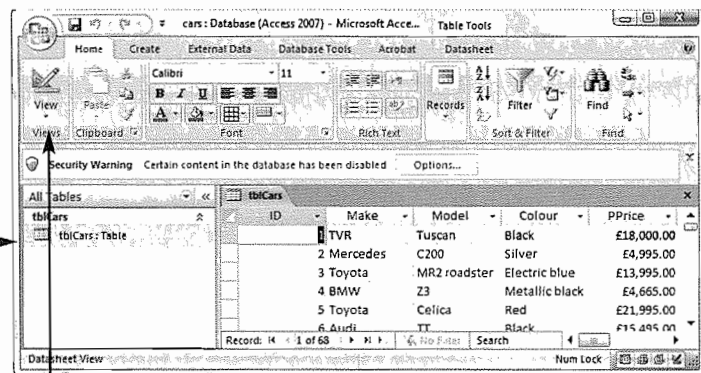 cars : Database (Access 2007) - Microsoft Acce... Table Tools
Home Create External Data Database Tools Acrobat Datasheet
Calibri 11
B I U
View Paste A Records Filter Find
Views Clipboard Font Rich Text Sort & Filter Find
Security Warning Certain content in the database has been disabled Options...
All Tables « tblCars
tblCars ID Make Model Colour PPrice
tblCars : Table 1 TVR Tuscan Black £18,000.00
2 Mercedes C200 Silver £4,995.00
3 Toyota MR2 roadster Electric blue £13,995.00
4 BMW Z3 Metallic black £4,665.00
5 Toyota Celica Red £21,995.00
6 Audi TT Black £15,495.00
Record: 1 of 68 No Filter Search
Datasheet View Num Lock